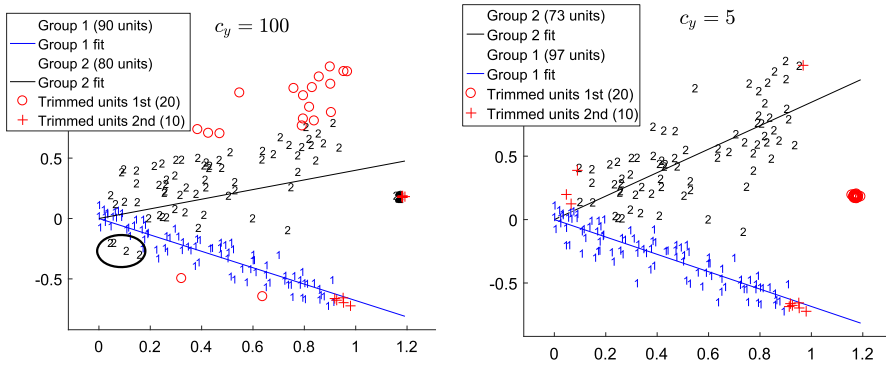 Group 1 (90 units)
Group 1 fit
Group 2 (80 units)
Group 2 fit
Trimmed units 1st (20)
Trimmed units 2nd (10)
c_y = 100
0.5
0
-0.5
0 0.2 0.4 0.6 0.8 1 1.2
Group 2 (73 units)
Group 2 fit
Group 1 (97 units)
Group 1 fit
Trimmed units 1st (20)
Trimmed units 2nd (10)
c_y = 5
0.5
0
-0.5
0 0.2 0.4 0.6 0.8 1 1.2